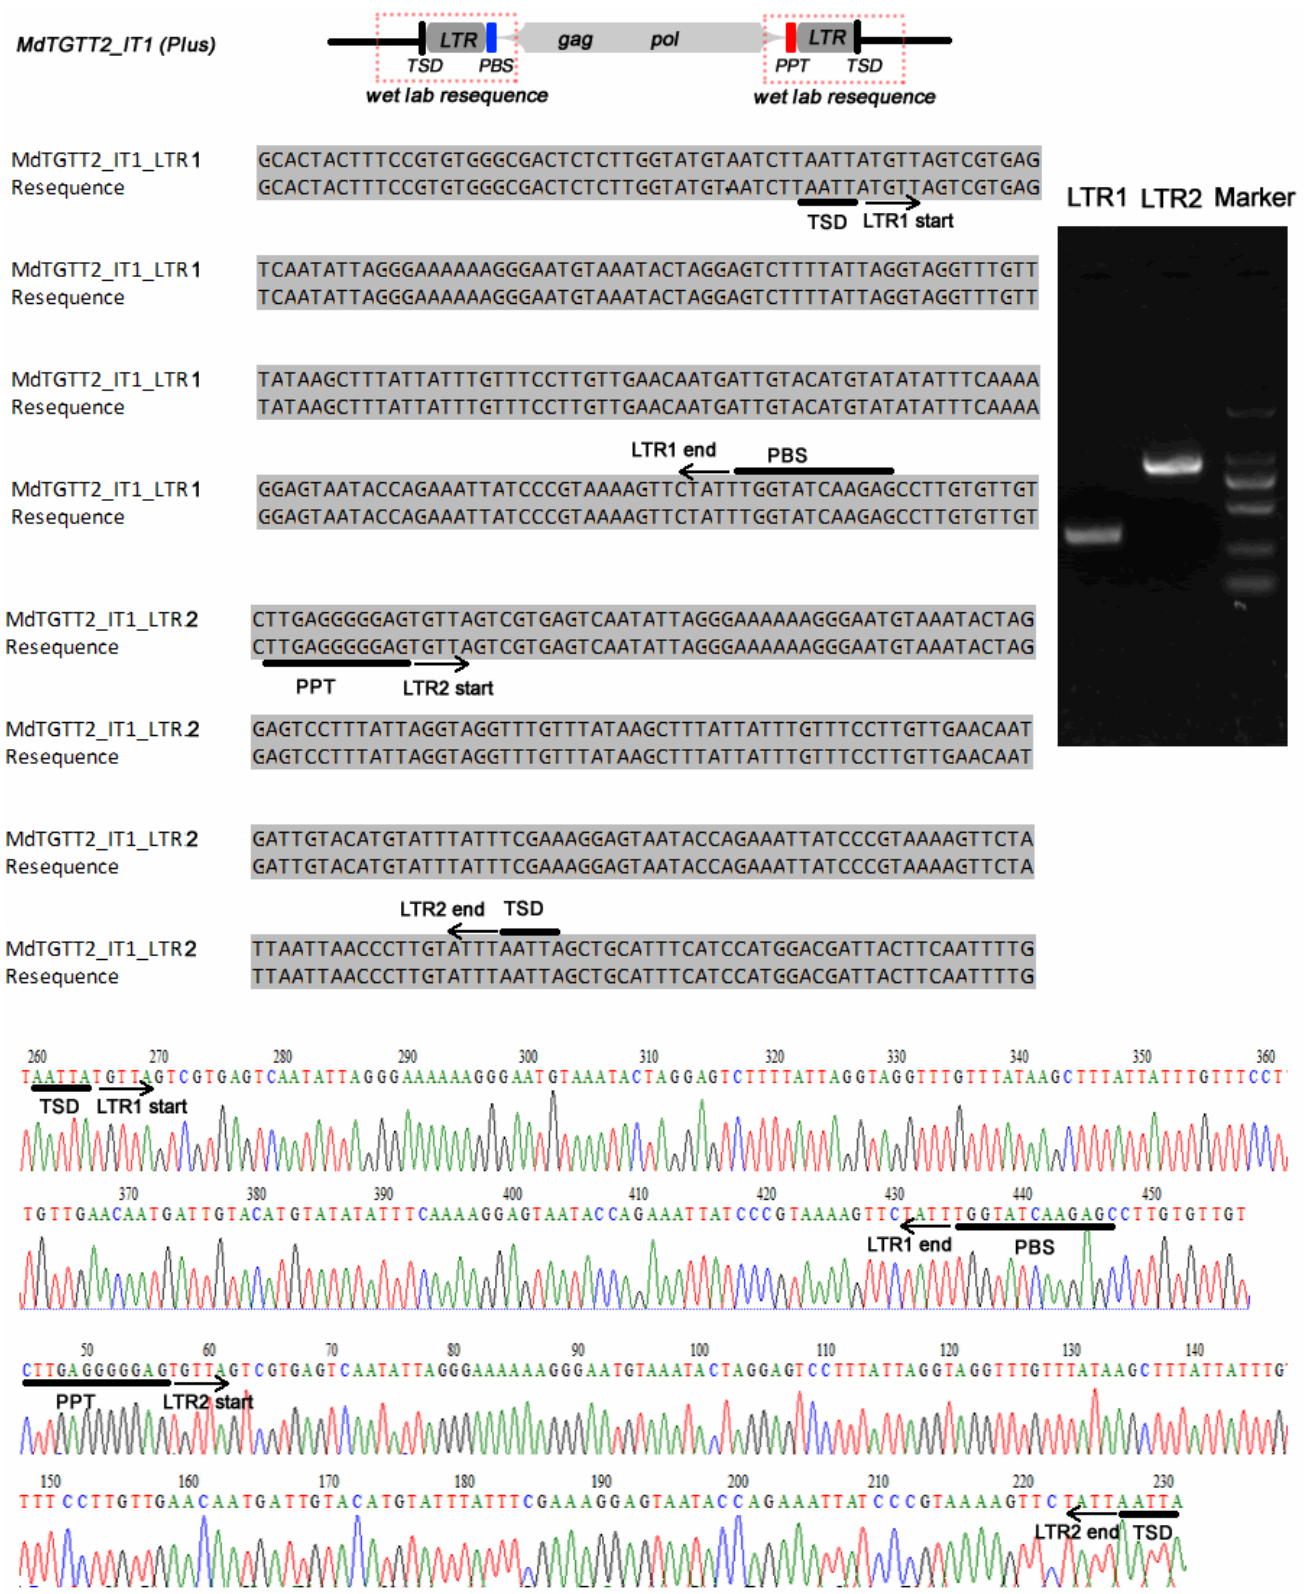 MdTGTT2_IT1 (Plus)
LTR gag pol LTR
TSD PBS PPT TSD
wet lab resequence wet lab resequence
MdTGTT2_IT1_LTR1 GCACTACTTTCCGTGTGGGCGACTCTCTTGGTATGTAATCTTAATTATGTTAGTCGTGAG
Resequence GCACTACTTTCCGTGTGGGCGACTCTCTTGGTATGTAATCTTAATTATGTTAGTCGTGAG
TSD LTR1 start
LTR1 LTR2 Marker
MdTGTT2_IT1_LTR1 TCAATATTAGGGAAAAAAGGGAATGTAAATACTAGGAGTCTTTTATTAGGTAGGTTTGTT
Resequence TCAATATTAGGGAAAAAAGGGAATGTAAATACTAGGAGTCTTTTATTAGGTAGGTTTGTT
MdTGTT2_IT1_LTR1 TATAAGCTTTATTATTTGTTTCCTTGTTGAACAATGATTGTACATGTATATATTTCAAAA
Resequence TATAAGCTTTATTATTTGTTTCCTTGTTGAACAATGATTGTACATGTATATATTTCAAAA
LTR1 end PBS
MdTGTT2_IT1_LTR1 GGAGTAATACCAGAAATTATCCCGTAAAAGTTCTATTTGGTATCAAGAGCCTTGTGTTGT
Resequence GGAGTAATACCAGAAATTATCCCGTAAAAGTTCTATTTGGTATCAAGAGCCTTGTGTTGT
MdTGTT2_IT1_LTR2 CTTGAGGGGGAGTGTTAGTCGTGAGTCAATATTAGGGAAAAAAGGGAATGTAAATACTAG
Resequence CTTGAGGGGGAGTGTTAGTCGTGAGTCAATATTAGGGAAAAAAGGGAATGTAAATACTAG
PPT LTR2 start
MdTGTT2_IT1_LTR2 GAGTCCTTTATTAGGTAGGTTTGTTTATAAGCTTTATTATTTGTTTCCTTGTTGAACAAT
Resequence GAGTCCTTTATTAGGTAGGTTTGTTTATAAGCTTTATTATTTGTTTCCTTGTTGAACAAT
MdTGTT2_IT1_LTR2 GATTGTACATGTATTTATTTCGAAAGGAGTAATACCAGAAATTATCCCGTAAAAGTTCTA
Resequence GATTGTACATGTATTTATTTCGAAAGGAGTAATACCAGAAATTATCCCGTAAAAGTTCTA
LTR2 end TSD
MdTGTT2_IT1_LTR2 TTAATTAACCCTTGTATTTAATTAGCTGCATTTCATCCATGGACGATTACTTCAATTTTG
Resequence TTAATTAACCCTTGTATTTAATTAGCTGCATTTCATCCATGGACGATTACTTCAATTTTG
260 270 280 290 300 310 320 330 340 350 360
TAATTATGTTAGTCGTGAGTCAATATTAGGGAAAAAAGGGAATGTAAATACTAGGAGTCTTTTATTAGGTAGGTTTGTTTATAAGCTTTATTATTTGTTTCCT
TSD LTR1 start
370 380 390 400 410 420 430 440 450
TGTTGAACAATGATTGTACATGTATATATTTCAAAAGGAGTAATACCAGAAATTATCCCGTAAAAGTTCTATTTGGTATCAAGAGCCTTGTGTTGT
LTR1 end PBS
50 60 70 80 90 100 110 120 130 140
CTTGAGGGGGAGTGTTAGTCGTGAGTCAATATTAGGGAAAAAAGGGAATGTAAATACTAGGAGTCCTTTATTAGGTAGGTTTGTTTATAAGCTTTATTATTTG
PPT LTR2 start
150 160 170 180 190 200 210 220 230
TTTCCTTGTTGAACAATGATTGTACATGTATTTATTTCGAAAGGAGTAATACCAGAAATTATCCCGTAAAAGTTCTATTAATTA
LTR2 end TSD